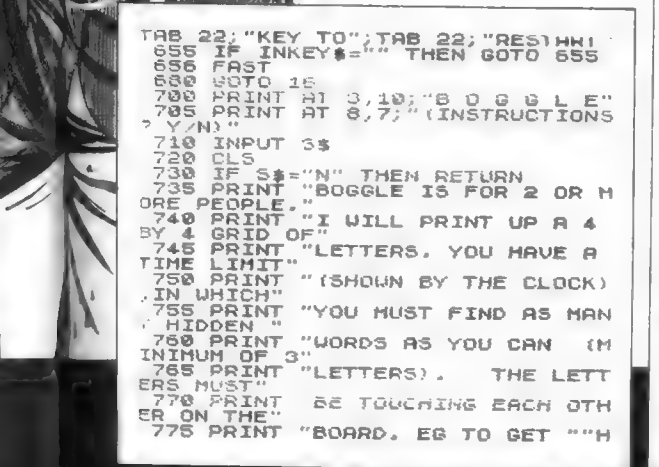 TAB 22;"KEY TO";TAB 22;"RESTART
655 IF INKEY$="" THEN GOTO 655
656 FAST
680 GOTO 16
700 PRINT AT 3,10;"B O G G L E"
705 PRINT AT 8,7;"(INSTRUCTIONS
? Y/N)"
710 INPUT S$
720 CLS
730 IF S$="N" THEN RETURN
735 PRINT "BOGGLE IS FOR 2 OR M
ORE PEOPLE."
740 PRINT "I WILL PRINT UP A 4
BY 4 GRID OF"
745 PRINT "LETTERS. YOU HAVE A
TIME LIMIT"
750 PRINT "(SHOWN BY THE CLOCK)
,IN WHICH"
755 PRINT "YOU MUST FIND AS MAN
Y HIDDEN "
760 PRINT "WORDS AS YOU CAN  (M
INIMUM OF 3"
765 PRINT "LETTERS).   THE LETT
ERS MUST"
770 PRINT "BE TOUCHING EACH OTH
ER ON THE"
775 PRINT "BOARD. EG TO GET ""H